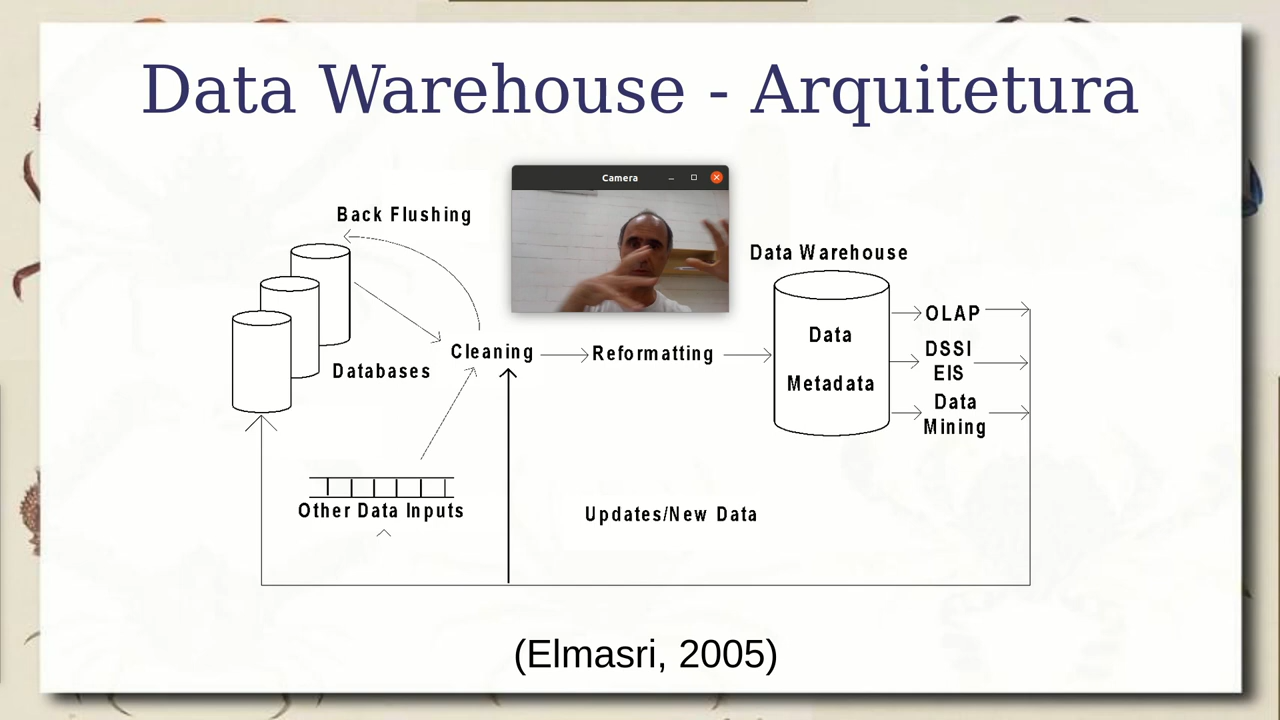 Data Warehouse - Arquitetura
Camera
Back Flushing
Data Warehouse
OLAP
Data
DSSI
EIS
Cleaning
Reformatting
Databases
Metadata
Data
Mining
Other Data Inputs
Updates/New Data
(Elmasri, 2005)